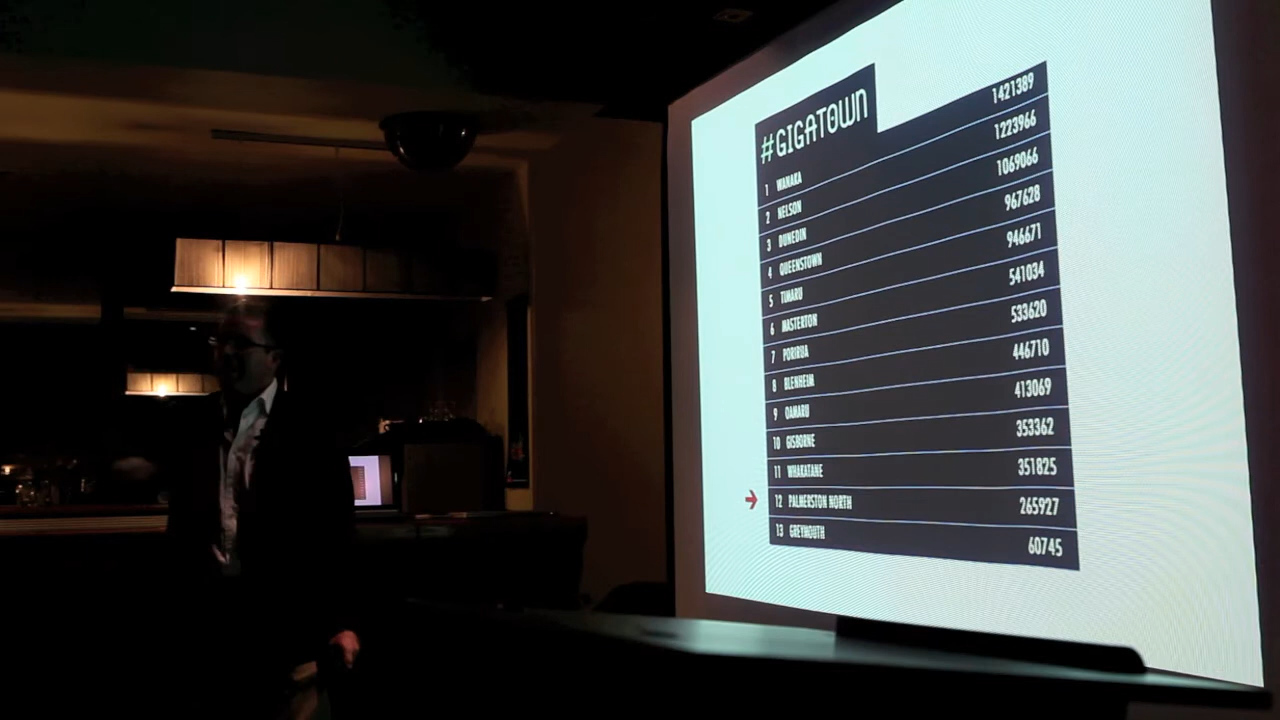 #GIGATOWN
1 WANAKA 1421389
2 NELSON 1223966
3 DUNEDIN 1069066
4 QUEENSTOWN 967628
5 TIMARU 946671
6 MASTERTON 541034
7 PORIRUA 533620
8 BLENHEIM 446710
9 OAMARU 413069
10 GISBORNE 353362
11 WHAKATANE 351825
12 PALMERSTON NORTH 265927
13 GREYMOUTH 60745